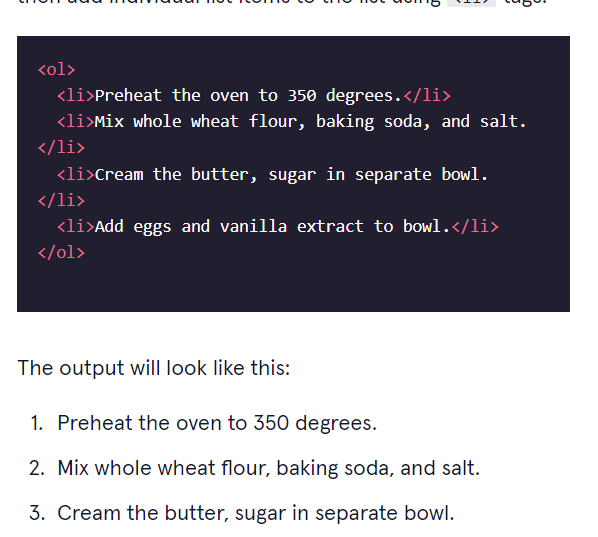 then add individual list items to the list using <li> tags.
<ol>
<li>Preheat the oven to 350 degrees.</li>
<li>Mix whole wheat flour, baking soda, and salt.
</li>
<li>Cream the butter, sugar in separate bowl.
</li>
<li>Add eggs and vanilla extract to bowl.</li>
</ol>
The output will look like this:
1. Preheat the oven to 350 degrees.
2. Mix whole wheat flour, baking soda, and salt.
3. Cream the butter, sugar in separate bowl.